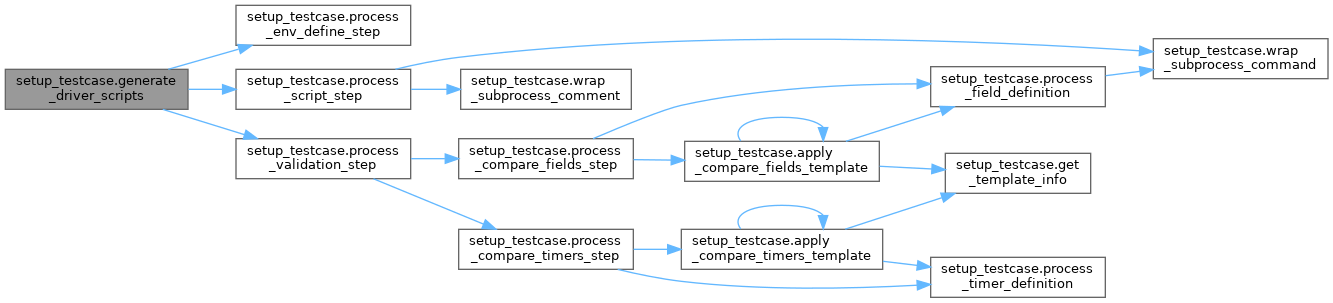 setup_testcase.generate
_driver_scripts
setup_testcase.process
_env_define_step
setup_testcase.process
_script_step
setup_testcase.process
_validation_step
setup_testcase.wrap
_subprocess_comment
setup_testcase.process
_compare_fields_step
setup_testcase.process
_compare_timers_step
setup_testcase.apply
_compare_fields_template
setup_testcase.apply
_compare_timers_template
setup_testcase.process
_field_definition
setup_testcase.get
_template_info
setup_testcase.process
_timer_definition
setup_testcase.wrap
_subprocess_command